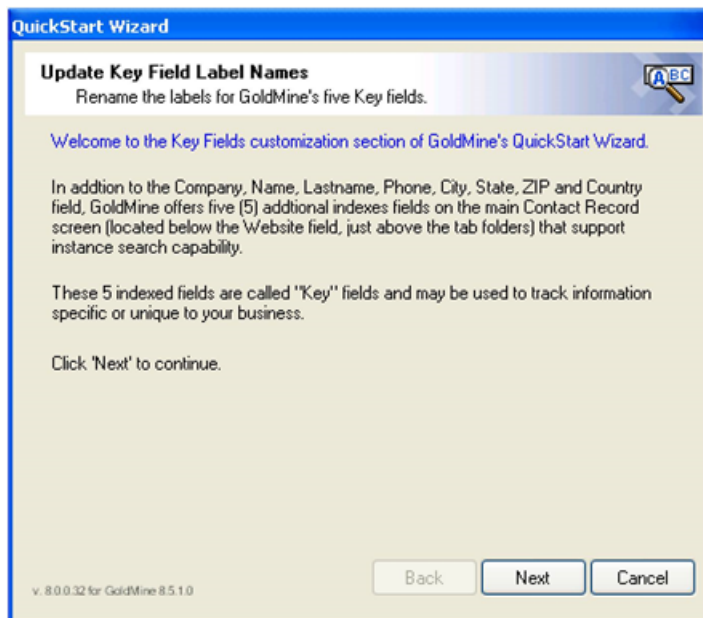 QuickStart Wizard
Update Key Field Label Names
Rename the labels for GoldMine's five Key fields.
ABC
Welcome to the Key Fields customization section of GoldMine's QuickStart Wizard.
In addtion to the Company, Name, Lastname, Phone, City, State, ZIP and Country
field, GoldMine offers five (5) addtional indexes fields on the main Contact Record
screen (located below the Website field, just above the tab folders) that support
instance search capability.
These 5 indexed fields are called "Key" fields and may be used to track information
specific or unique to your business.
Click 'Next' to continue.
Back
Next
Cancel
v. 8.0.0.32 for GoldMine 8.5.1.0